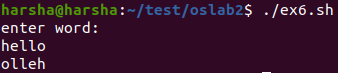 harsha@harsha:~/test/oslab2$ ./ex6.sh
enter word:
hello
olleh